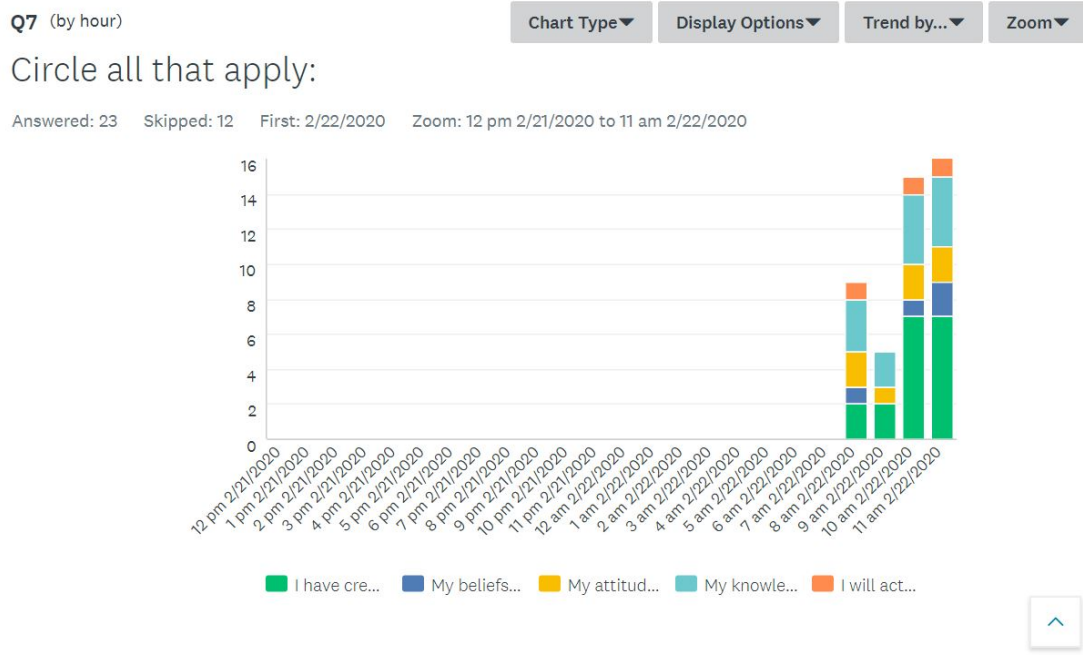 Q7 (by hour)
Chart Type Display Options Trend by... Zoom
Circle all that apply:
Answered: 23 Skipped: 12 First: 2/22/2020 Zoom: 12 pm 2/21/2020 to 11 am 2/22/2020
16
14
12
10
8
6
4
2
0
12 pm 2/21/2020
1 pm 2/21/2020
2 pm 2/21/2020
3 pm 2/21/2020
4 pm 2/21/2020
5 pm 2/21/2020
6 pm 2/21/2020
7 pm 2/21/2020
8 pm 2/21/2020
9 pm 2/21/2020
10 pm 2/21/2020
11 pm 2/21/2020
12 am 2/22/2020
1 am 2/22/2020
2 am 2/22/2020
3 am 2/22/2020
4 am 2/22/2020
5 am 2/22/2020
6 am 2/22/2020
7 am 2/22/2020
8 am 2/22/2020
9 am 2/22/2020
10 am 2/22/2020
11 am 2/22/2020
I have cre... My beliefs... My attitud... My knowle... I will act...